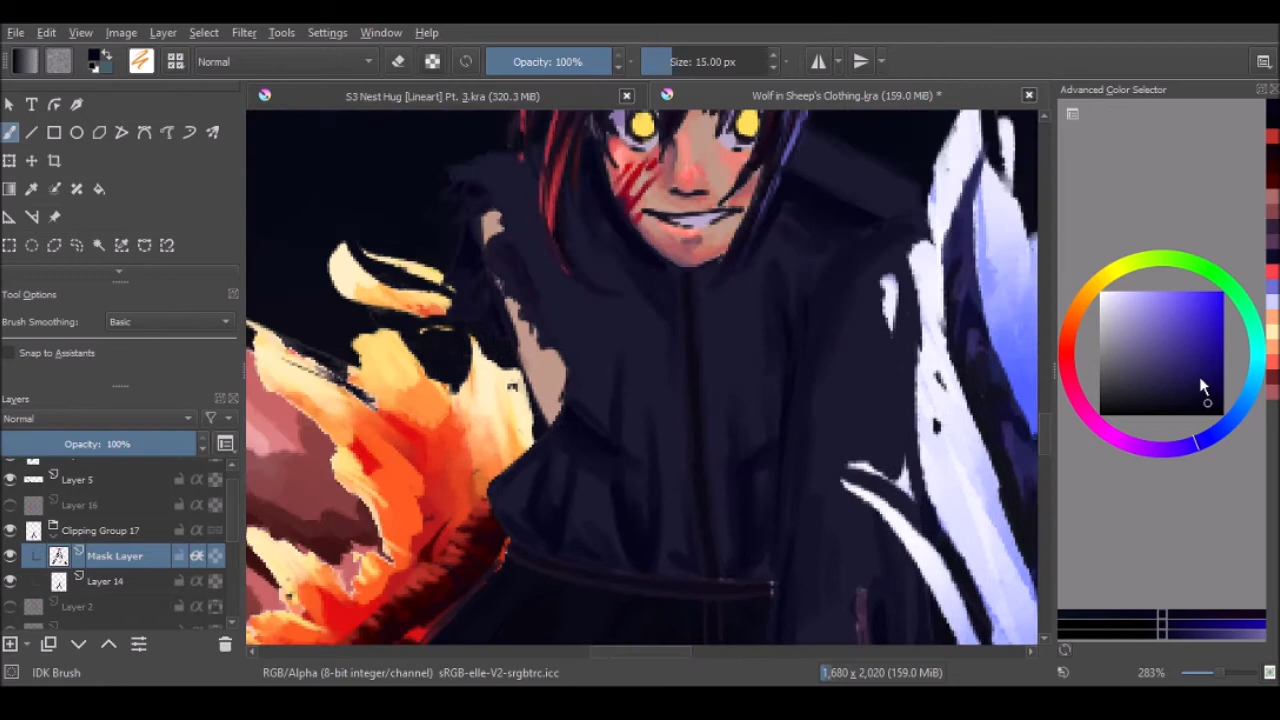 File Edit View Image Layer Select Filter Tools Settings Window Help
Normal Opacity: 100% Size: 15.00 px
S3 Nest Hug [Lineart] Pt. 3.kra (320.3 MiB) Wolf in Sheep's Clothing.kra (159.0 MiB) * Advanced Color Selector
Tool Options
Brush Smoothing: Basic
Snap to Assistants
Layers
Normal
Opacity: 100%
Layer 5
Layer 16
Clipping Group 17
Mask Layer
Layer 14
Layer 2
IDK Brush RGB/Alpha (8-bit integer/channel) sRGB-elle-V2-srgbtrc.icc 1,680 x 2,020 (159.0 MiB) 283%